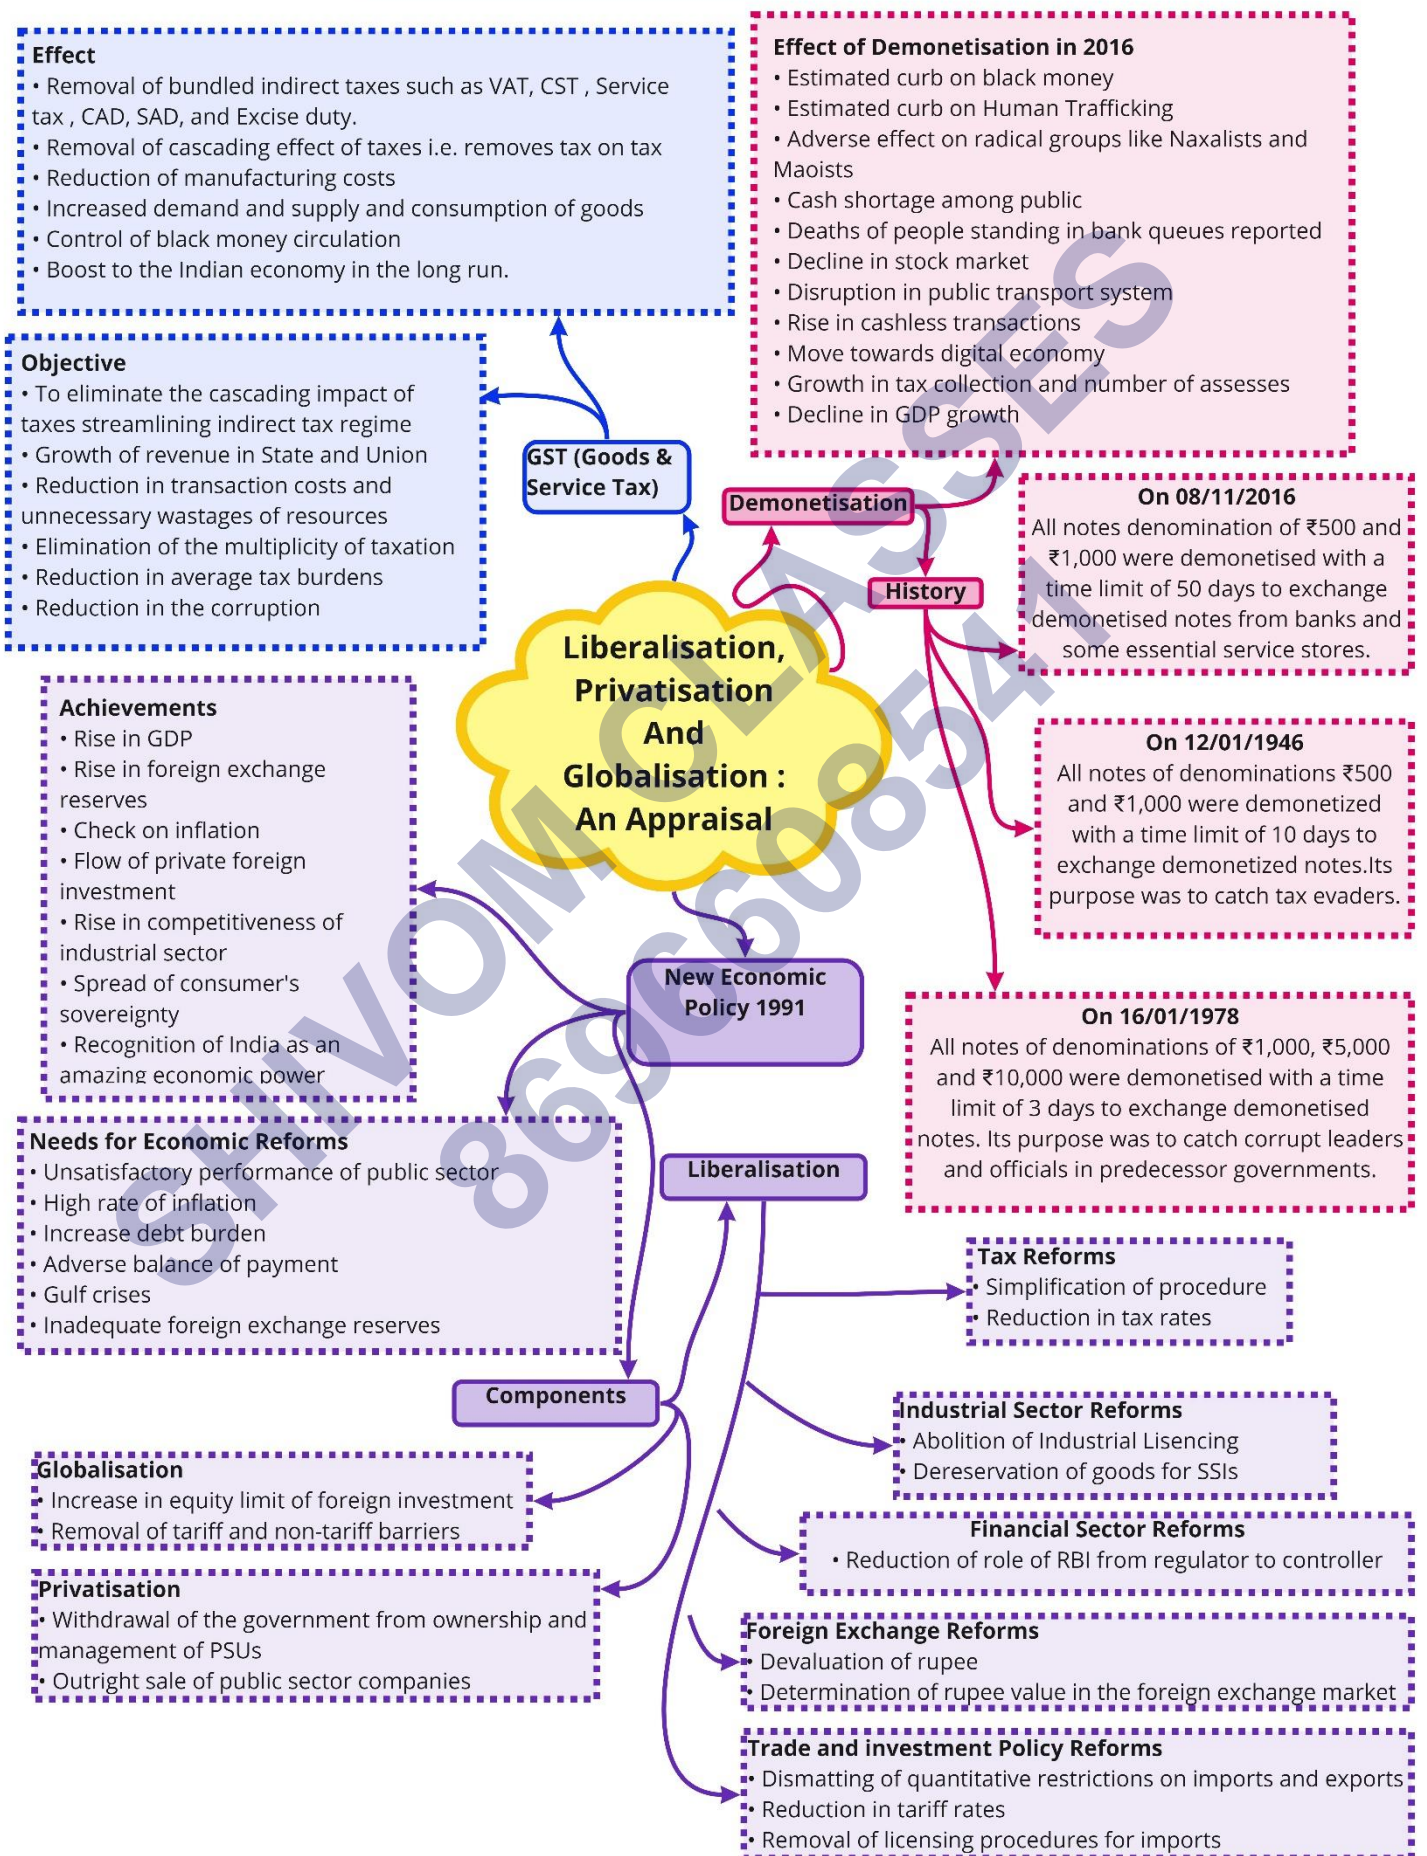 Effect
• Removal of bundled indirect taxes such as VAT, CST , Service
tax , CAD, SAD, and Excise duty.
• Removal of cascading effect of taxes i.e. removes tax on tax
• Reduction of manufacturing costs
• Increased demand and supply and consumption of goods
• Control of black money circulation
• Boost to the Indian economy in the long run.
Effect of Demonetisation in 2016
• Estimated curb on black money
• Estimated curb on Human Trafficking
• Adverse effect on radical groups like Naxalists and
Maoists
• Cash shortage among public
• Deaths of people standing in bank queues reported
• Decline in stock market
• Disruption in public transport system
• Rise in cashless transactions
• Move towards digital economy
• Growth in tax collection and number of assesses
• Decline in GDP growth
Objective
• To eliminate the cascading impact of
taxes streamlining indirect tax regime
• Growth of revenue in State and Union
• Reduction in transaction costs and
unnecessary wastages of resources
• Elimination of the multiplicity of taxation
• Reduction in average tax burdens
• Reduction in the corruption
GST (Goods &
Service Tax)
Demonetisation
History
On 08/11/2016
All notes denomination of ₹500 and
₹1,000 were demonetised with a
time limit of 50 days to exchange
demonetised notes from banks and
some essential service stores.
Liberalisation,
Privatisation
And
Globalisation :
An Appraisal
On 12/01/1946
All notes of denominations ₹500
and ₹1,000 were demonetized
with a time limit of 10 days to
exchange demonetized notes.Its
purpose was to catch tax evaders.
Achievements
• Rise in GDP
• Rise in foreign exchange
reserves
• Check on inflation
• Flow of private foreign
investment
• Rise in competitiveness of
industrial sector
• Spread of consumer's
sovereignty
• Recognition of India as an
amazing economic power
New Economic
Policy 1991
On 16/01/1978
All notes of denominations of ₹1,000, ₹5,000
and ₹10,000 were demonetised with a time
limit of 3 days to exchange demonetised
notes. Its purpose was to catch corrupt leaders
and officials in predecessor governments.
Needs for Economic Reforms
• Unsatisfactory performance of public sector
• High rate of inflation
• Increase debt burden
• Adverse balance of payment
• Gulf crises
• Inadequate foreign exchange reserves
Liberalisation
Tax Reforms
• Simplification of procedure
• Reduction in tax rates
Components
Industrial Sector Reforms
• Abolition of Industrial Lisencing
• Dereservation of goods for SSIs
Globalisation
• Increase in equity limit of foreign investment
• Removal of tariff and non-tariff barriers
Financial Sector Reforms
• Reduction of role of RBI from regulator to controller
Privatisation
• Withdrawal of the government from ownership and
management of PSUs
• Outright sale of public sector companies
Foreign Exchange Reforms
• Devaluation of rupee
• Determination of rupee value in the foreign exchange market
Trade and investment Policy Reforms
• Dismatting of quantitative restrictions on imports and exports
• Reduction in tariff rates
• Removal of licensing procedures for imports
SHIVOM CLASSES
8696608541